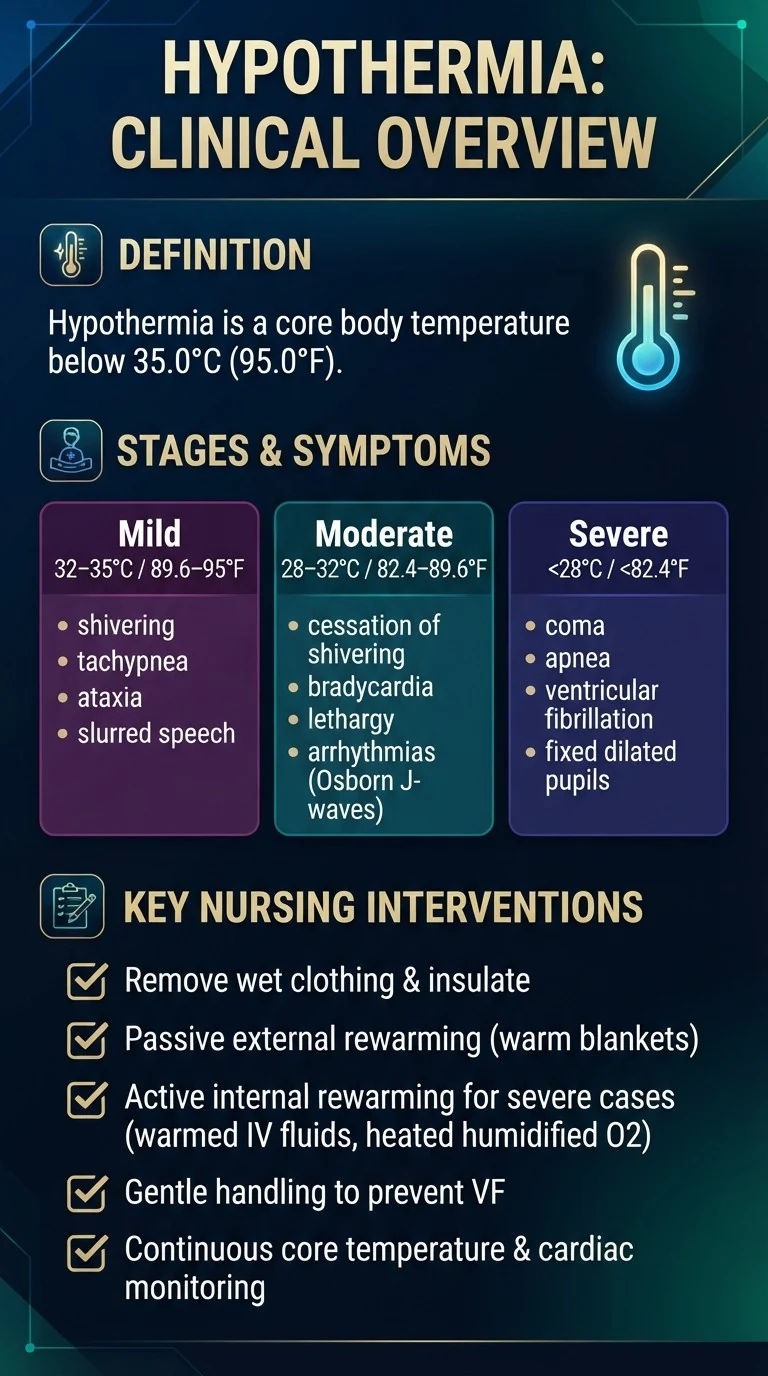 HYPOTHERMIA:
CLINICAL OVERVIEW
DEFINITION
Hypothermia is a core body temperature
below 35.0°C (95.0°F).
STAGES & SYMPTOMS
Mild
32–35°C / 89.6–95°F
• shivering
• tachypnea
• ataxia
• slurred speech
Moderate
28–32°C / 82.4–89.6°F
• cessation of
shivering
• bradycardia
• lethargy
• arrhythmias
(Osborn J-
waves)
Severe
<28°C / <82.4°F
• coma
• apnea
• ventricular
fibrillation
• fixed dilated
pupils
KEY NURSING INTERVENTIONS
Remove wet clothing & insulate
Passive external rewarming (warm blankets)
Active internal rewarming for severe cases
(warmed IV fluids, heated humidified O2)
Gentle handling to prevent VF
Continuous core temperature & cardiac
monitoring